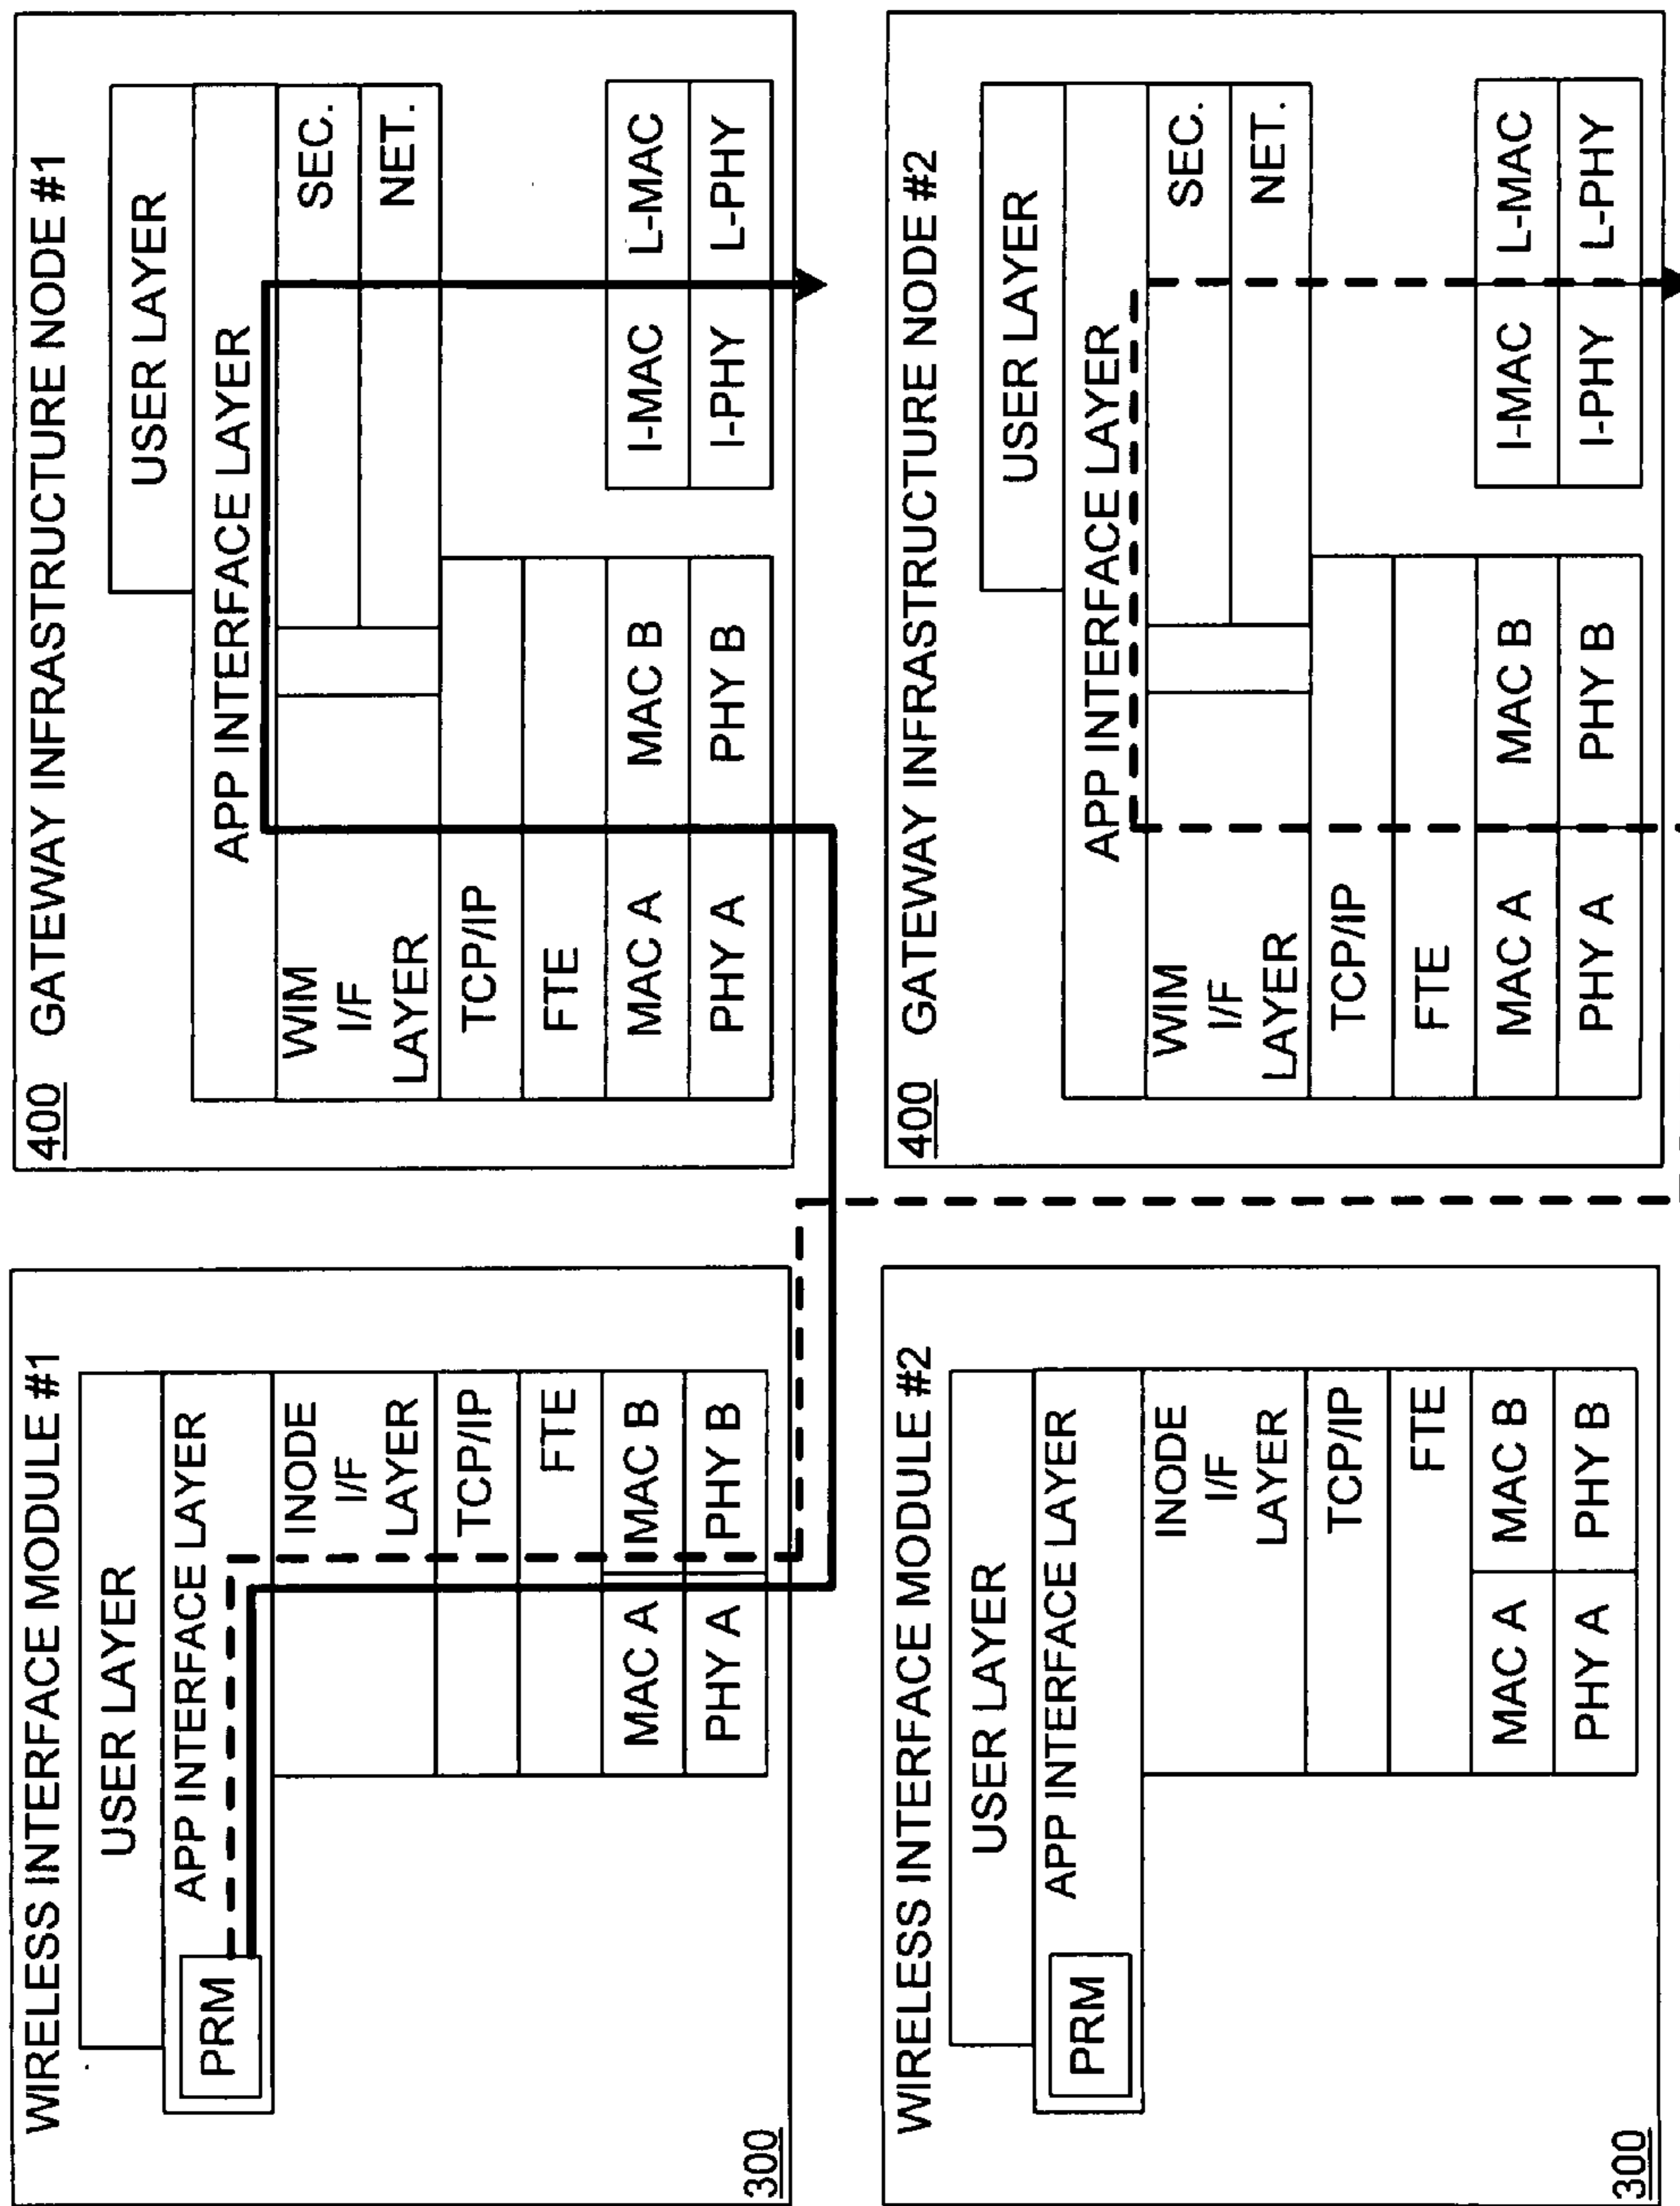 WIRELESS INTERFACE MODULE #1
USER LAYER
PRM
APP INTERFACE LAYER
INODE
I/F
LAYER
TCP/IP
FTE
MAC A
MAC B
PHY A
PHY B
300
400
GATEWAY INFRASTRUCTURE NODE #1
USER LAYER
APP INTERFACE LAYER
WIM
I/F
LAYER
SEC.
NET.
TCP/IP
FTE
MAC A
MAC B
I-MAC
L-MAC
PHY A
PHY B
I-PHY
L-PHY
WIRELESS INTERFACE MODULE #2
USER LAYER
PRM
APP INTERFACE LAYER
INODE
I/F
LAYER
TCP/IP
FTE
MAC A
MAC B
PHY A
PHY B
300
400
GATEWAY INFRASTRUCTURE NODE #2
USER LAYER
APP INTERFACE LAYER
WIM
I/F
LAYER
SEC.
NET.
TCP/IP
FTE
MAC A
MAC B
I-MAC
L-MAC
PHY A
PHY B
I-PHY
L-PHY